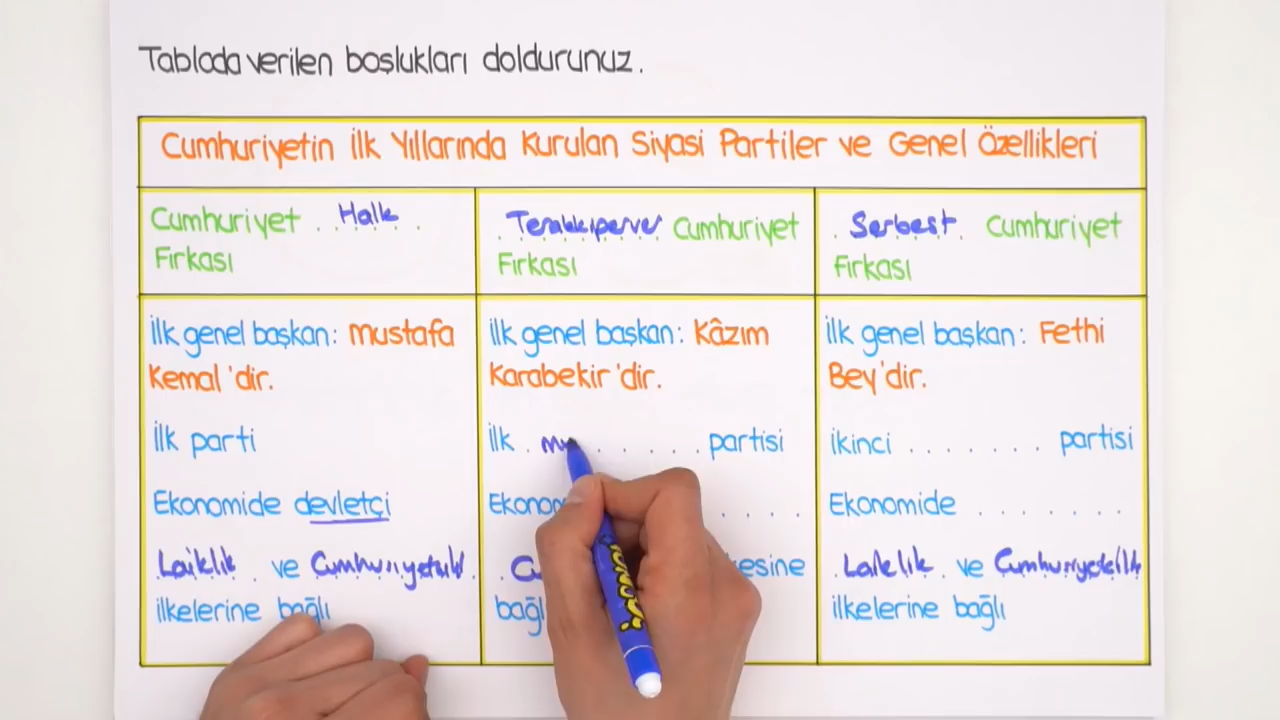 Tabloda verilen boşlukları doldurunuz.
Cumhuriyetin İlk Yıllarında Kurulan Siyasi Partiler ve Genel Özellikleri
Cumhuriyet Halk
Fırkası
Terakkiperver Cumhuriyet
Fırkası
Serbest Cumhuriyet
Fırkası
İlk genel başkan: Mustafa
Kemal'dir.
İlk parti
Ekonomide devletçi
Laiklik ve Cumhuriyetçilik
ilkelerine bağlı
İlk genel başkan: Kâzım
Karabekir'dir.
İlk mu partisi
İlk genel başkan: Fethi
Bey'dir.
İkinci ....... partisi
Ekonomide .......
Laiklik ve Cumhuriyetçilik
ilkelerine bağlı